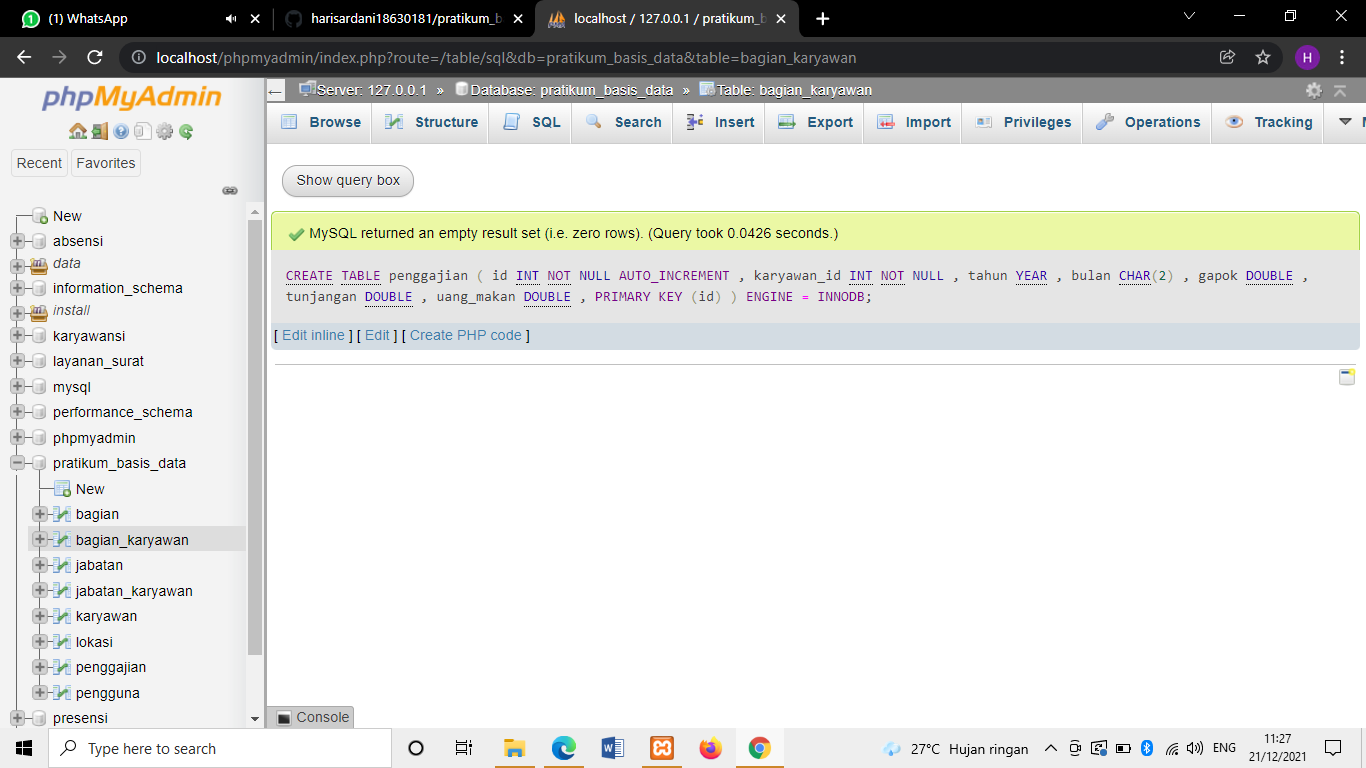 (1) WhatsApp
harisardani18630181/pratikum_b
localhost / 127.0.0.1 / pratikum_b
localhost/phpmyadmin/index.php?route=/table/sql&db=pratikum_basis_data&table=bagian_karyawan
H
phpMyAdmin
Recent
Favorites
New
absensi
data
information_schema
install
karyawansi
layanan_surat
mysql
performance_schema
phpmyadmin
pratikum_basis_data
New
bagian
bagian_karyawan
jabatan
jabatan_karyawan
karyawan
lokasi
penggajian
pengguna
presensi
Server: 127.0.0.1 » Database: pratikum_basis_data » Table: bagian_karyawan
Browse Structure SQL Search Insert Export Import Privileges Operations Tracking
Show query box
MySQL returned an empty result set (i.e. zero rows). (Query took 0.0426 seconds.)
CREATE TABLE penggajian ( id INT NOT NULL AUTO_INCREMENT , karyawan_id INT NOT NULL , tahun YEAR , bulan CHAR(2) , gapok DOUBLE ,
tunjangan DOUBLE , uang_makan DOUBLE , PRIMARY KEY (id) ) ENGINE = INNODB;
[ Edit inline ] [ Edit ] [ Create PHP code ]
Console
Type here to search
27°C Hujan ringan
ENG
11:27
21/12/2021